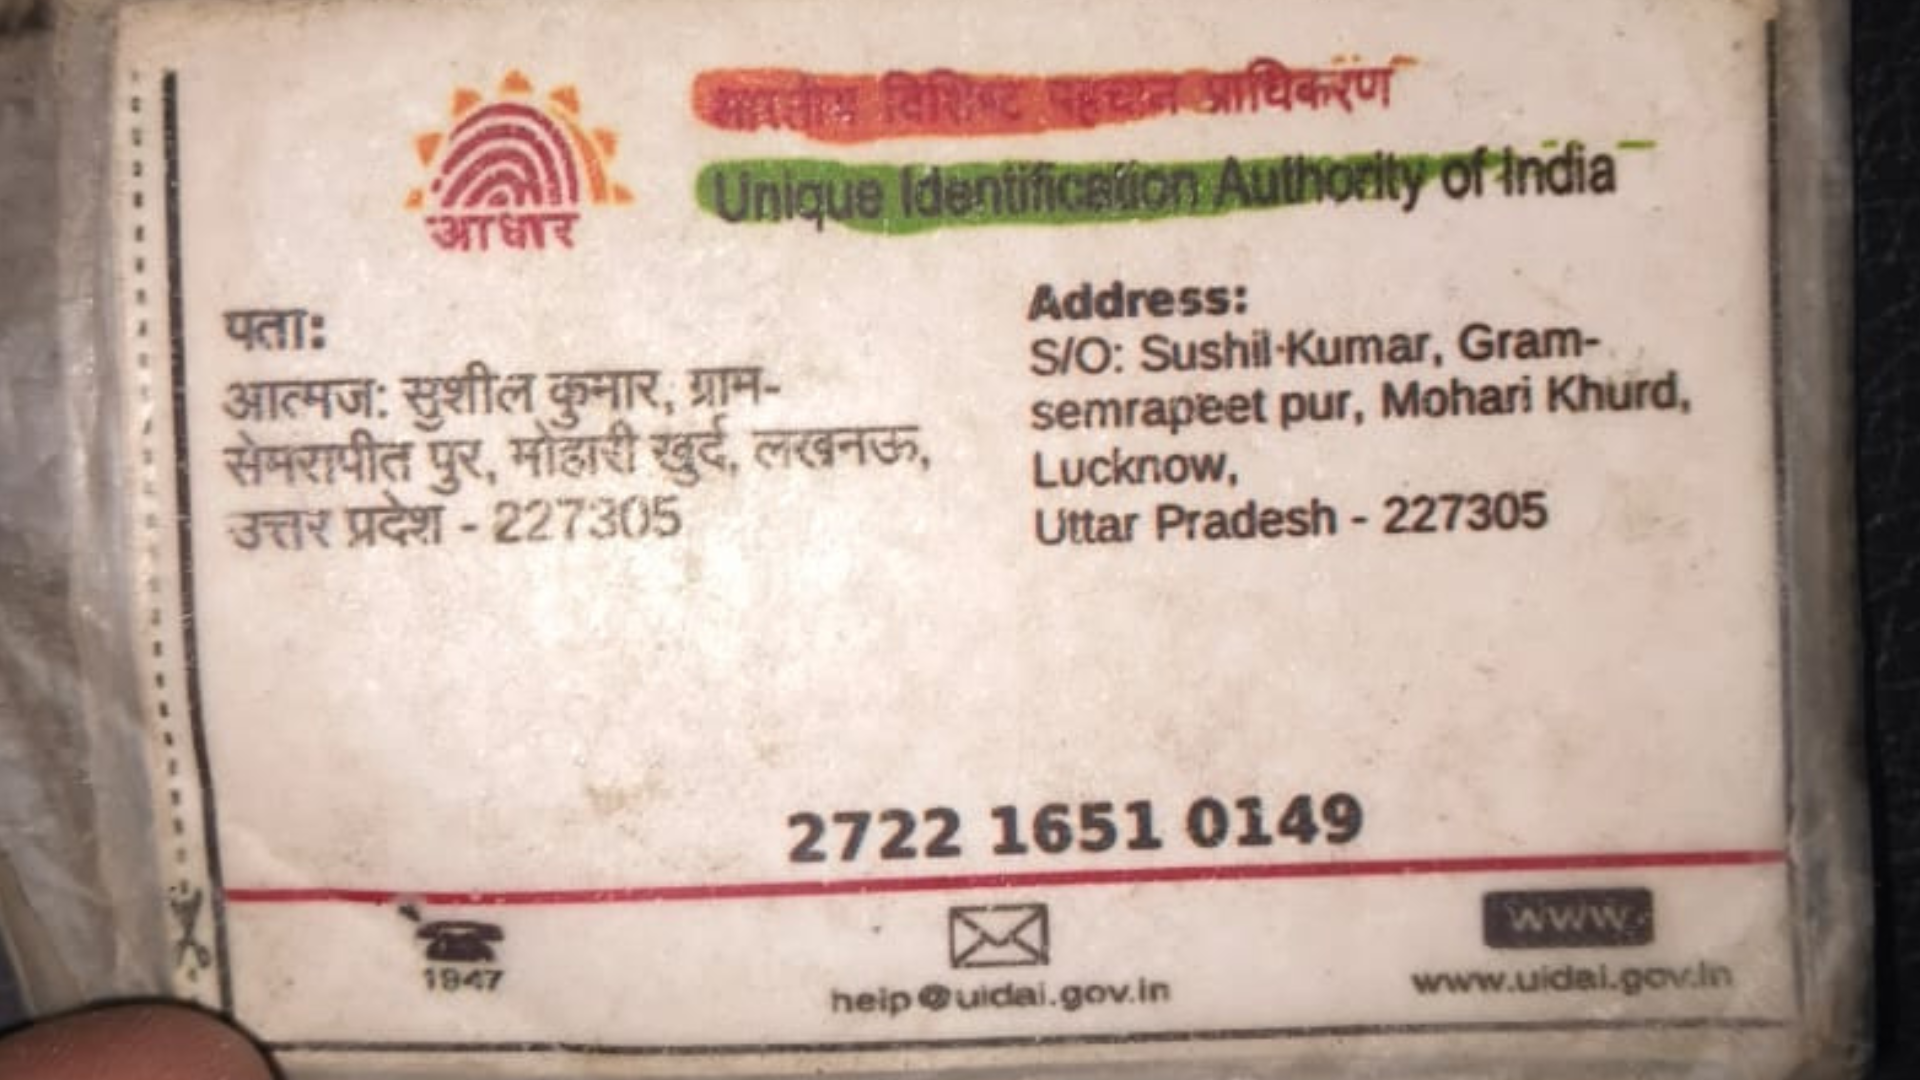 आधार
भारतीय विशिष्ट पहचान प्राधिकरण
Unique Identification Authority of India
पता:
आत्मज: सुशील कुमार, ग्राम-
सेमरापीत पुर, मोहारी खुर्द, लखनऊ,
उत्तर प्रदेश - 227305
Address:
S/O: Sushil Kumar, Gram-
semrapeet pur, Mohari Khurd,
Lucknow,
Uttar Pradesh - 227305
2722 1651 0149
1947
help@uidai.gov.in
www.
www.uidai.gov.in